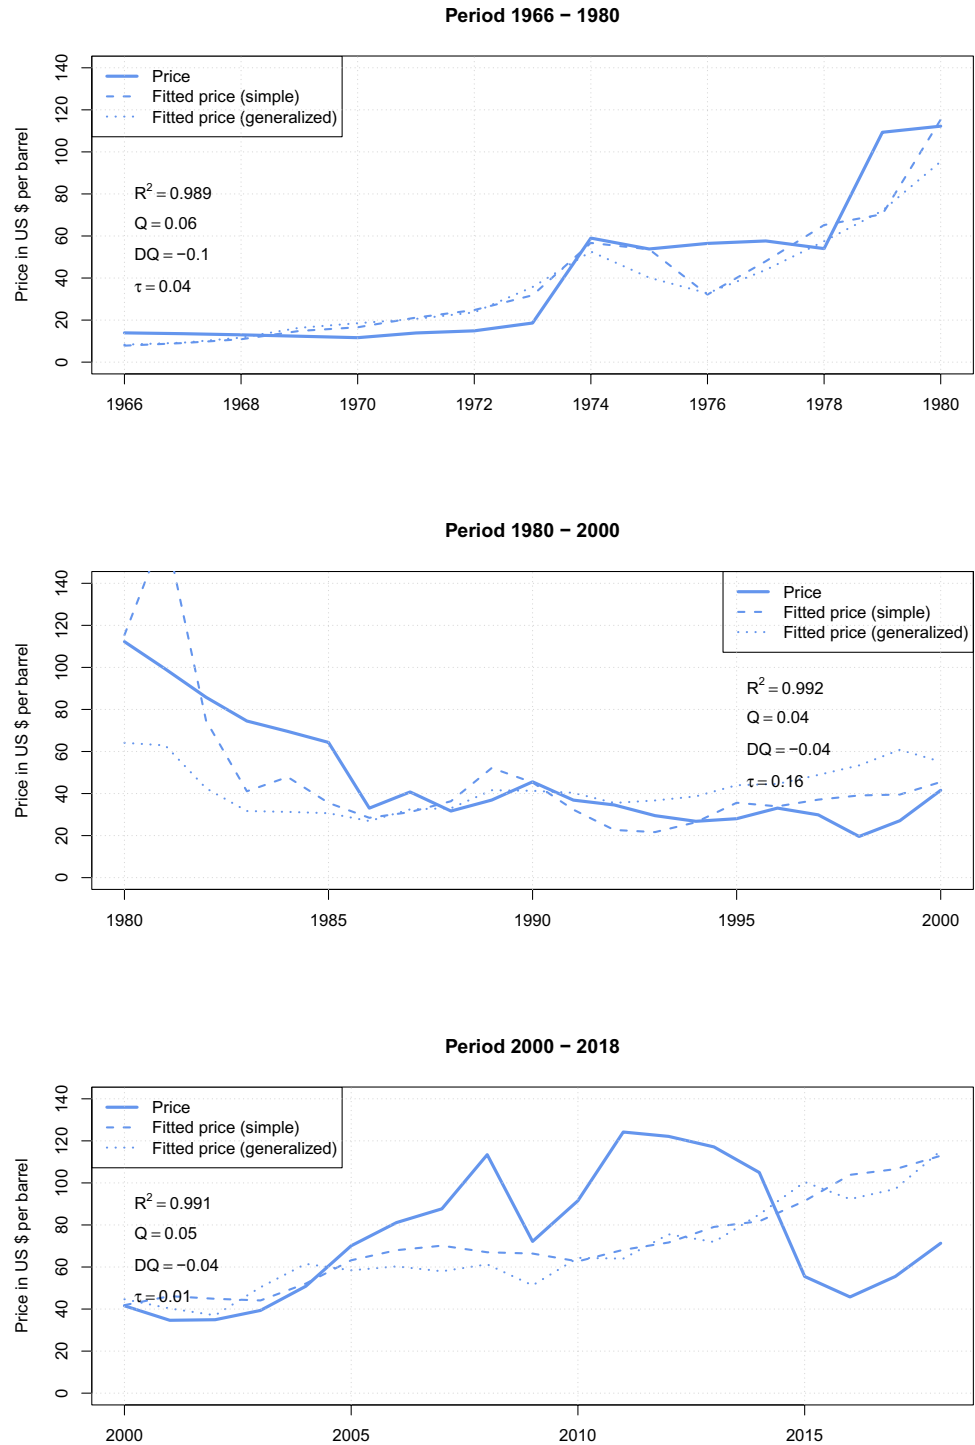 Period 1966 − 1980
Price in US $ per barrel
140
120
100
80
60
40
20
0
Price
Fitted price (simple)
Fitted price (generalized)
R² = 0.989
Q = 0.06
DQ = −0.1
τ = 0.04
1966 1968 1970 1972 1974 1976 1978 1980
Period 1980 − 2000
Price in US $ per barrel
140
120
100
80
60
40
20
0
Price
Fitted price (simple)
Fitted price (generalized)
R² = 0.992
Q = 0.04
DQ = −0.04
τ = 0.16
1980 1985 1990 1995 2000
Period 2000 − 2018
Price in US $ per barrel
140
120
100
80
60
40
20
0
Price
Fitted price (simple)
Fitted price (generalized)
R² = 0.991
Q = 0.05
DQ = −0.04
τ = 0.01
2000 2005 2010 2015